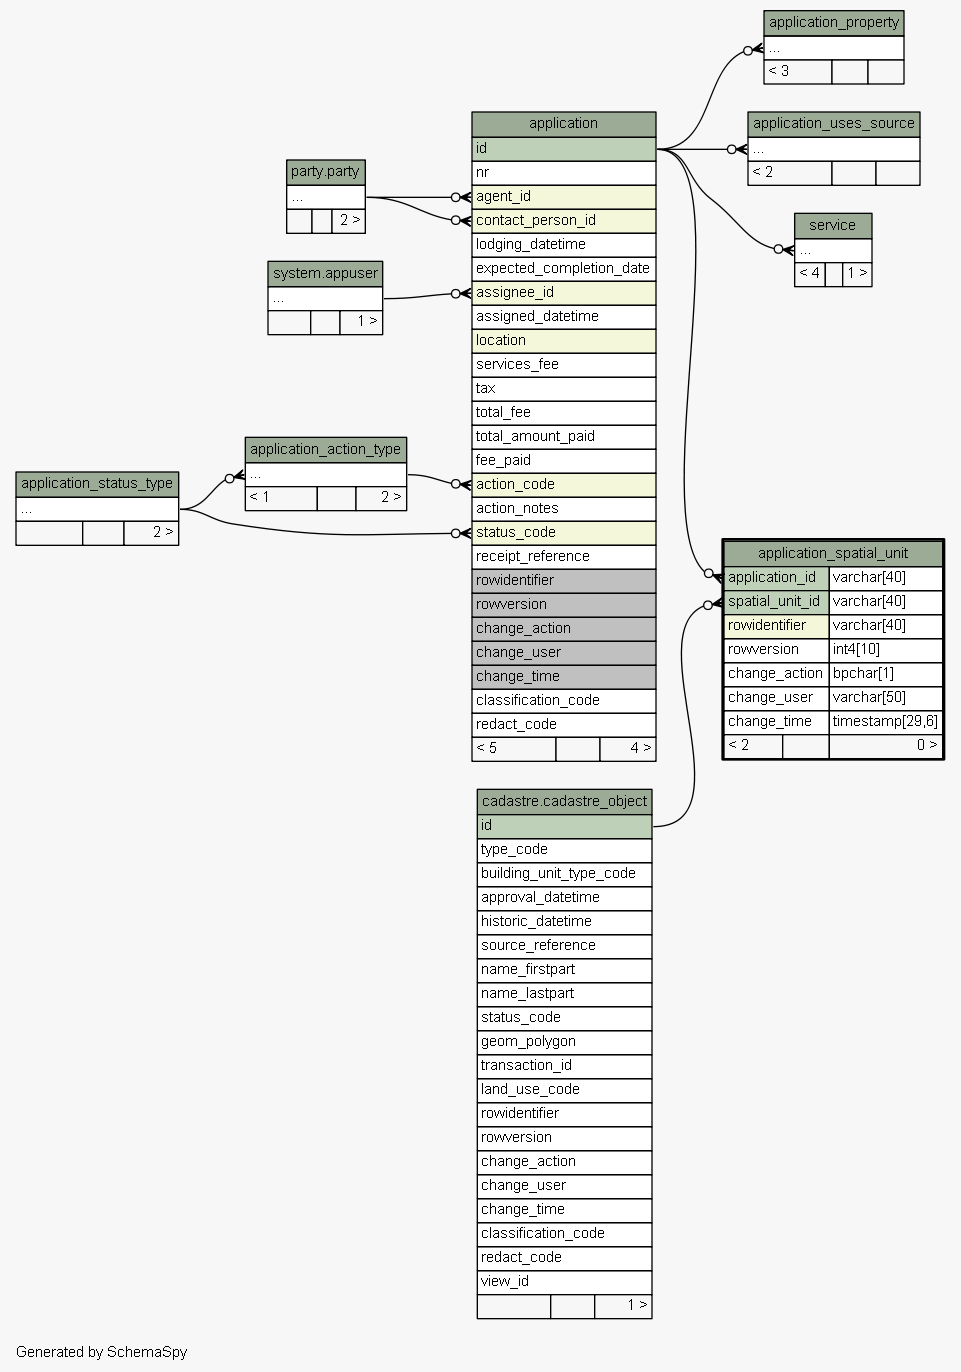 application_property
...
< 3
application
id
nr
agent_id
contact_person_id
lodging_datetime
expected_completion_date
assignee_id
assigned_datetime
location
services_fee
tax
total_fee
total_amount_paid
fee_paid
action_code
action_notes
status_code
receipt_reference
rowidentifier
rowversion
change_action
change_user
change_time
classification_code
redact_code
< 5 4 >
application_uses_source
...
< 2
party.party
...
2 >
service
...
< 4 1 >
system.appuser
...
1 >
application_action_type
...
< 1 2 >
application_status_type
...
2 >
application_spatial_unit
application_id varchar[40]
spatial_unit_id varchar[40]
rowidentifier varchar[40]
rowversion int4[10]
change_action bpchar[1]
change_user varchar[50]
change_time timestamp[29,6]
< 2 0 >
cadastre.cadastre_object
id
type_code
building_unit_type_code
approval_datetime
historic_datetime
source_reference
name_firstpart
name_lastpart
status_code
geom_polygon
transaction_id
land_use_code
rowidentifier
rowversion
change_action
change_user
change_time
classification_code
redact_code
view_id
1 >
Generated by SchemaSpy